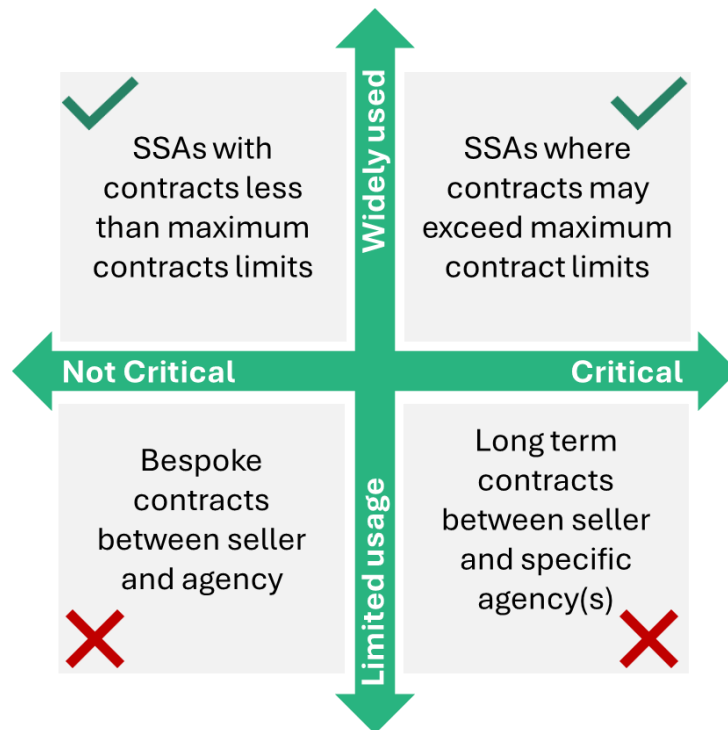 Widely used
SSAs with
contracts less
than maximum
contracts limits
SSAs where
contracts may
exceed maximum
contract limits
Not Critical
Critical
Bespoke
contracts
between seller
and agency
Long term
contracts
between seller
and specific
agency(s)
Limited usage